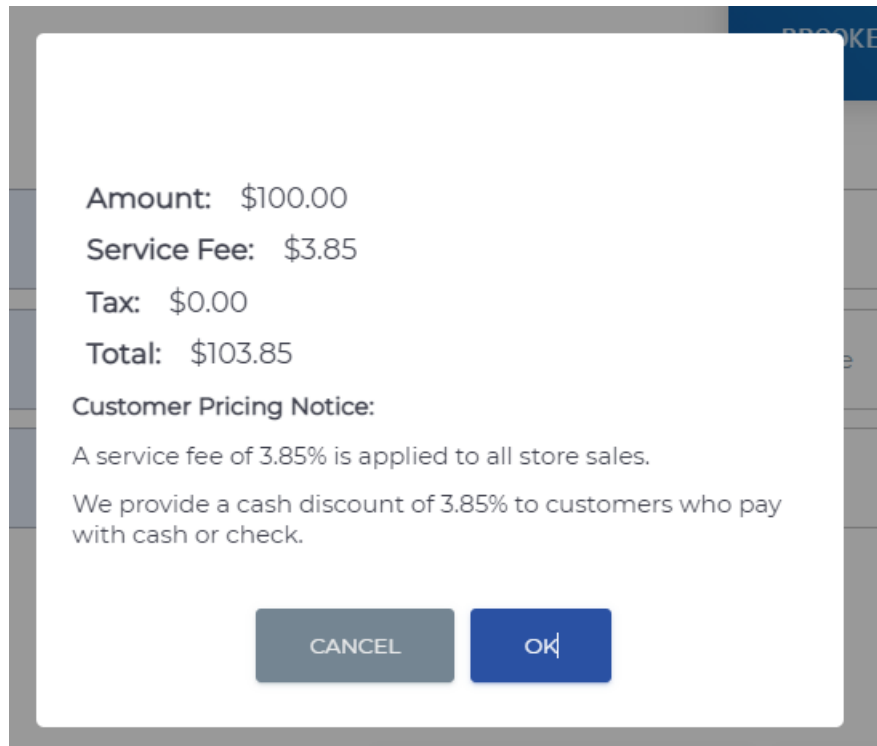 Amount: $100.00
Service Fee: $3.85
Tax: $0.00
Total: $103.85
Customer Pricing Notice:
A service fee of 3.85% is applied to all store sales.
We provide a cash discount of 3.85% to customers who pay
with cash or check.
CANCEL
OK